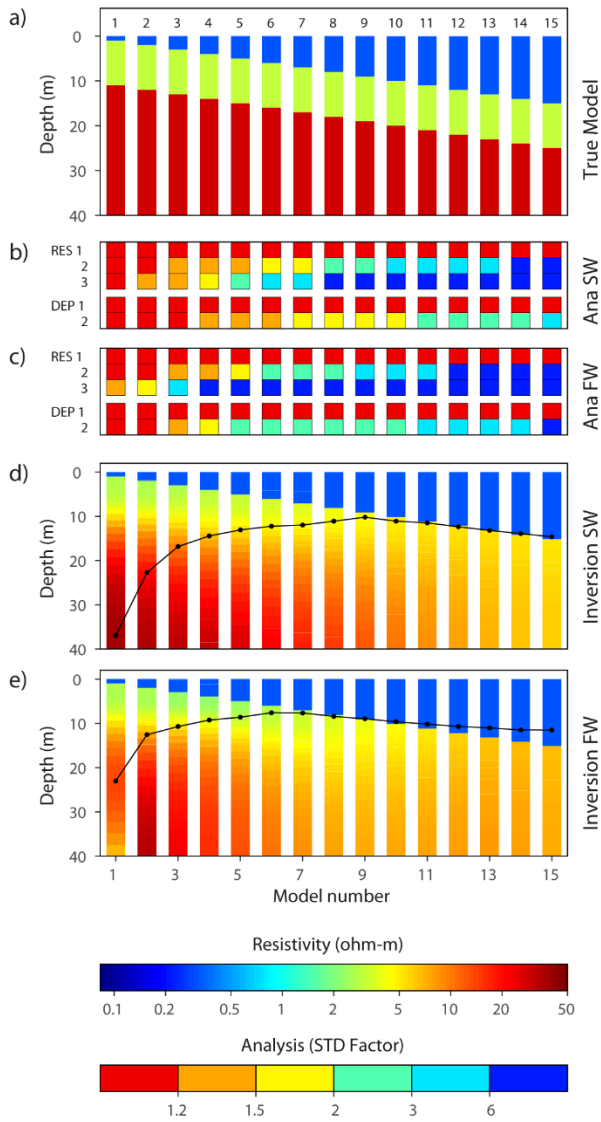 a)
1 2 3 4 5 6 7 8 9 10 11 12 13 14 15
0
10
20
30
40
Depth (m)
True Model
b)
RES 1
2
3
DEP 1
2
Ana SW
c)
RES 1
2
3
DEP 1
2
Ana FW
d)
0
10
20
30
40
Depth (m)
Inversion SW
e)
0
10
20
30
40
Depth (m)
Inversion FW
1 3 5 7 9 11 13 15
Model number
Resistivity (ohm-m)
0.1 0.2 0.5 1 2 5 10 20 50
Analysis (STD Factor)
1.2 1.5 2 3 6